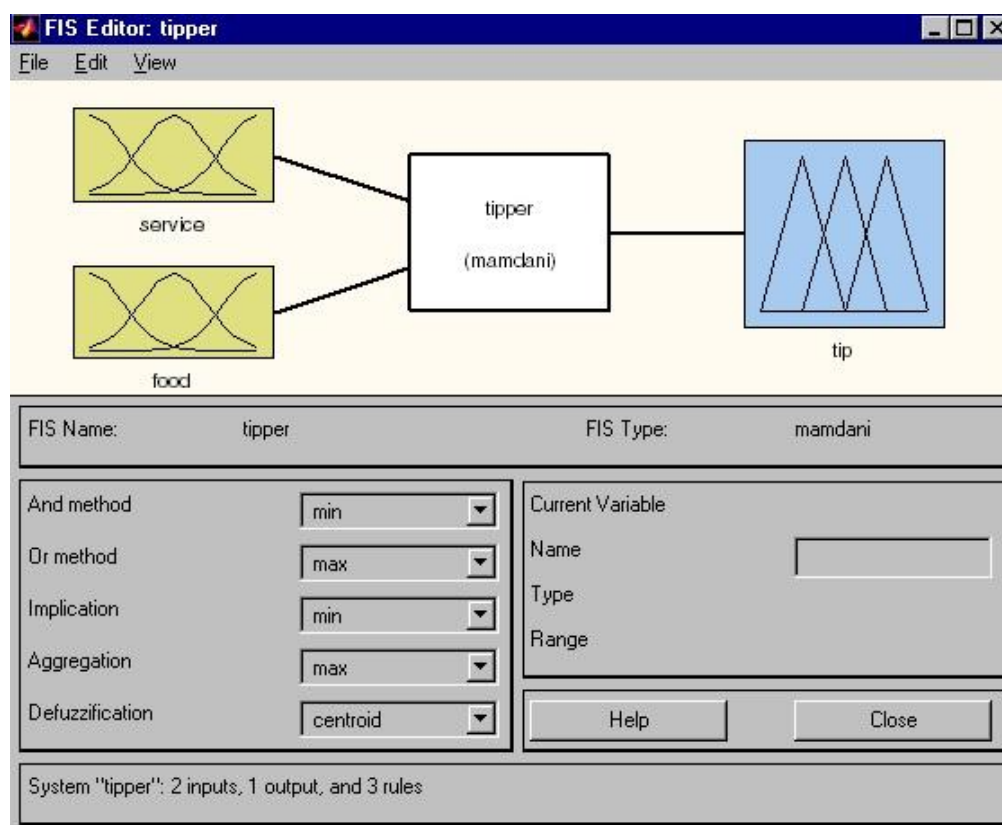 FIS Editor: tipper
File Edit View
service
food
tipper
(mamdani)
tip
FIS Name: tipper FIS Type: mamdani
And method min
Or method max
Implication min
Aggregation max
Defuzzification centroid
Current Variable
Name
Type
Range
Help Close
System "tipper": 2 inputs, 1 output, and 3 rules